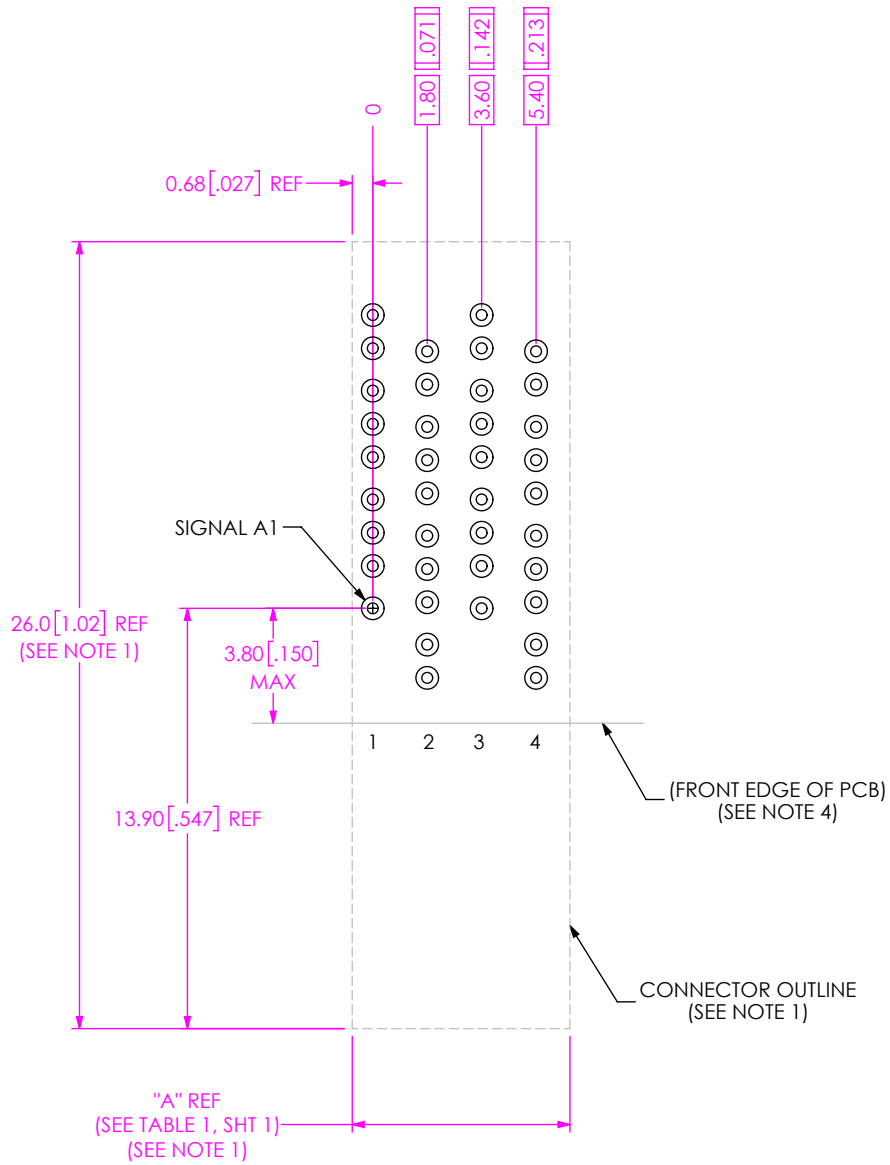 0
1.80 [.071]
3.60 [.142]
5.40 [.213]
0.68[.027] REF
SIGNAL A1
26.0[1.02] REF
(SEE NOTE 1)
3.80[.150]
MAX
1 2 3 4
(FRONT EDGE OF PCB)
(SEE NOTE 4)
13.90[.547] REF
CONNECTOR OUTLINE
(SEE NOTE 1)
"A" REF
(SEE TABLE 1, SHT 1)
(SEE NOTE 1)